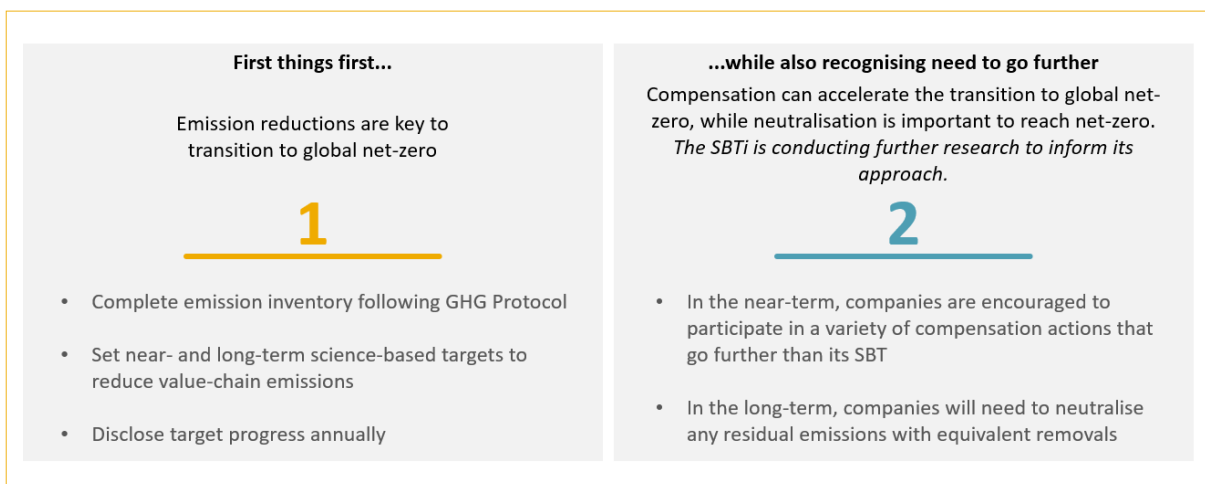 First things first...
Emission reductions are key to
transition to global net-zero
1
• Complete emission inventory following GHG Protocol
• Set near- and long-term science-based targets to
reduce value-chain emissions
• Disclose target progress annually
...while also recognising need to go further
Compensation can accelerate the transition to global net-
zero, while neutralisation is important to reach net-zero.
The SBTi is conducting further research to inform its
approach.
2
• In the near-term, companies are encouraged to
participate in a variety of compensation actions that
go further than its SBT
• In the long-term, companies will need to neutralise
any residual emissions with equivalent removals